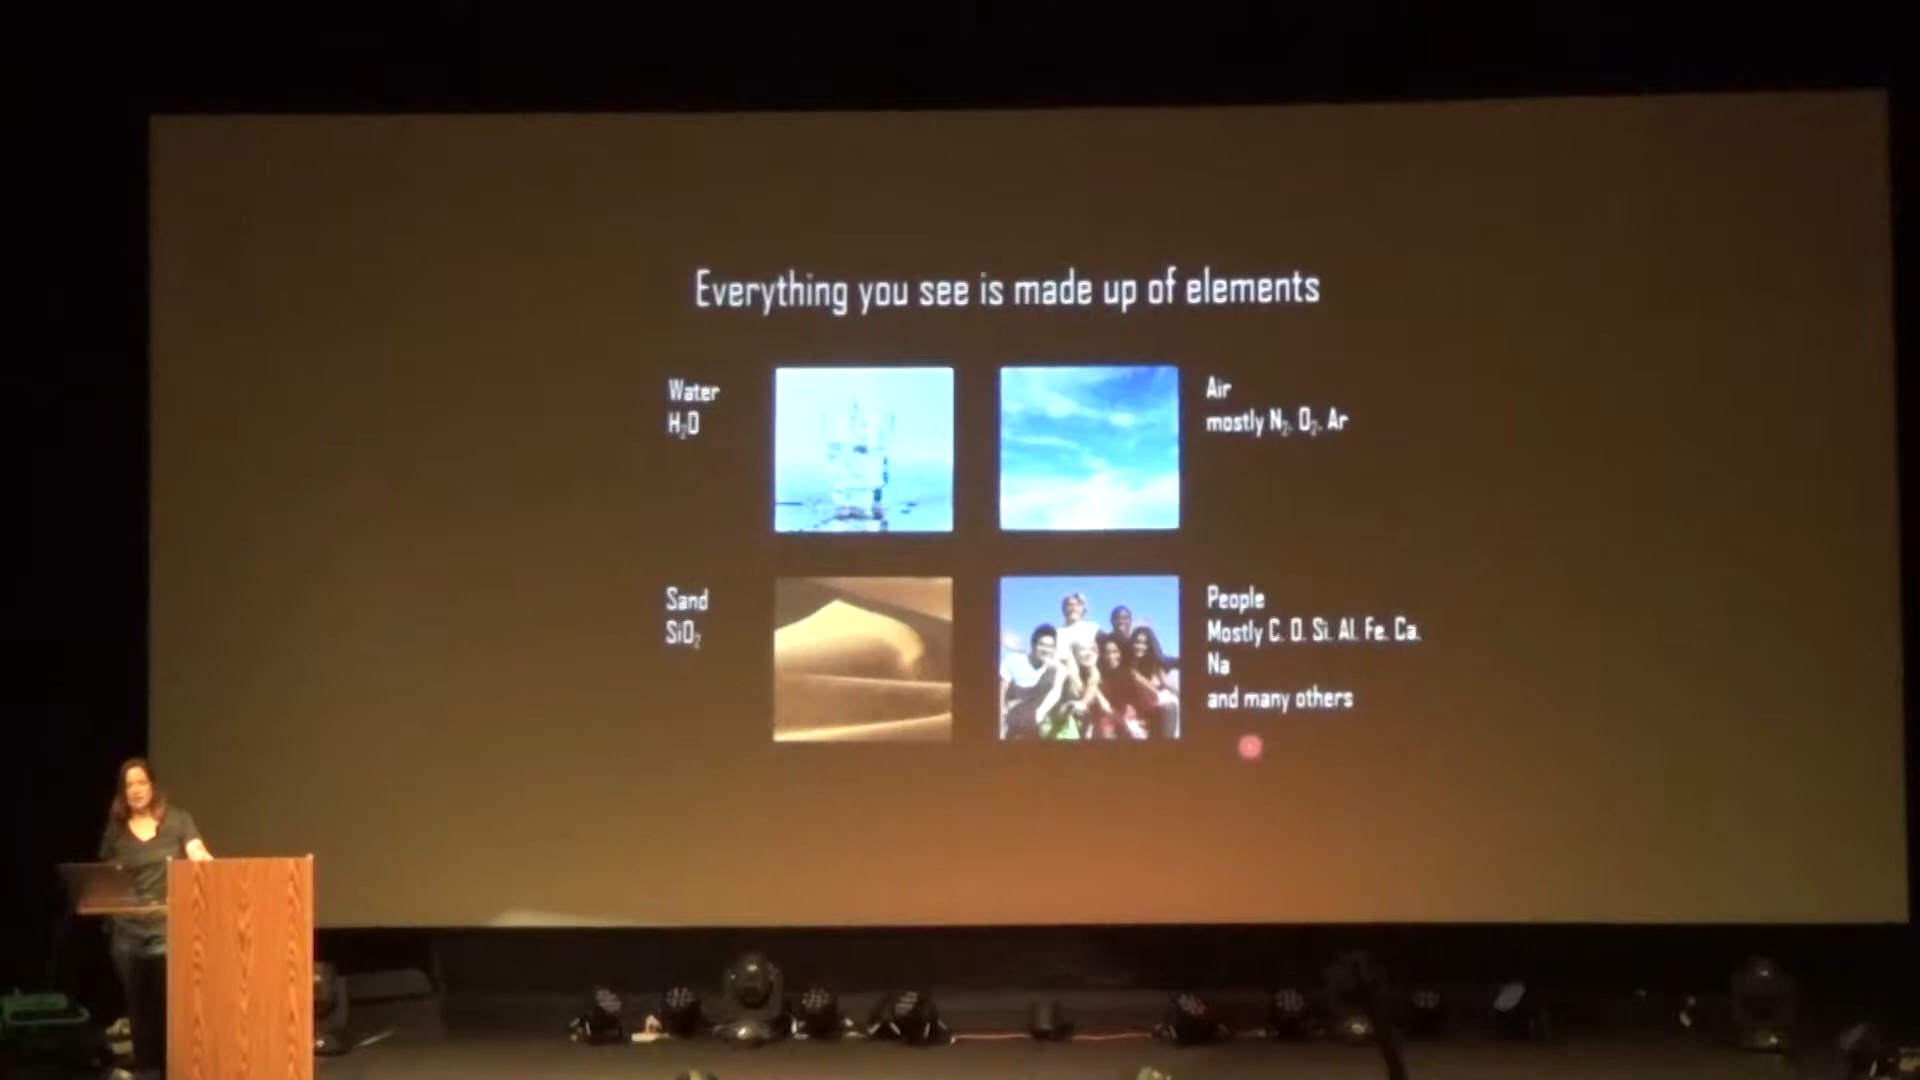 Everything you see is made up of elements
Water
H₂O
Air
mostly N₂, O₂, Ar
Sand
SiO₂
People
Mostly C, O, Si, Al, Fe, Ca,
Na
and many others